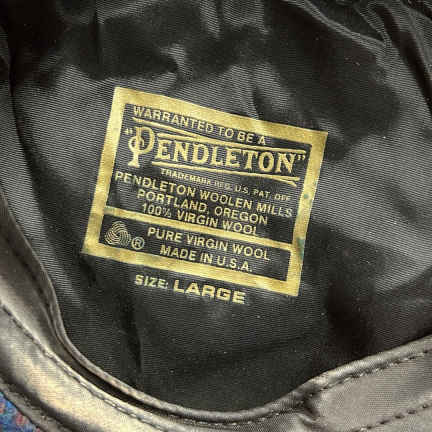 WARRANTED TO BE A
"PENDLETON"
TRADEMARK REG. U.S. PAT. OFF.
PENDLETON WOOLEN MILLS
PORTLAND, OREGON
100% VIRGIN WOOL
® PURE VIRGIN WOOL
MADE IN U.S.A.
SIZE: LARGE